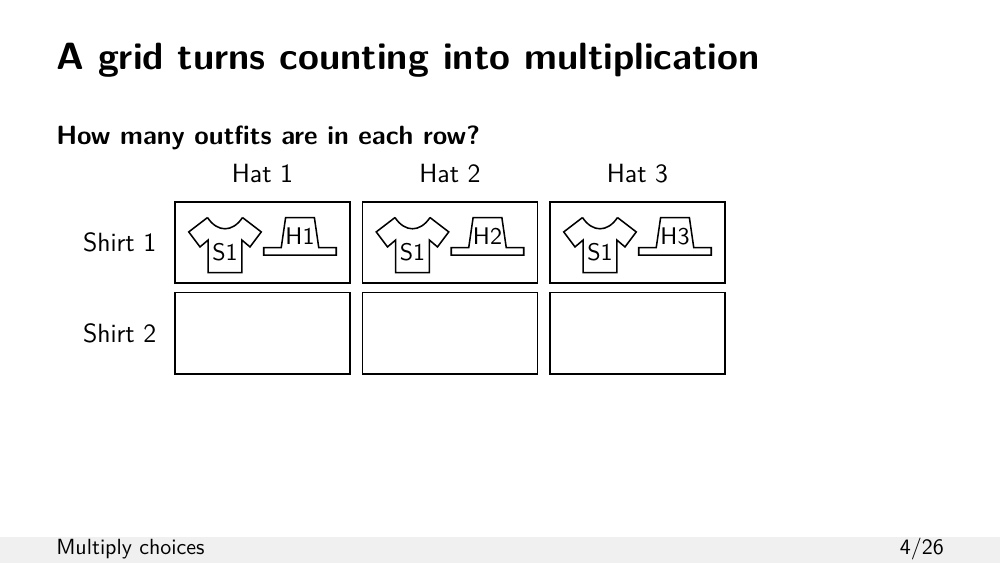 A grid turns counting into multiplication
How many outfits are in each row?
Hat 1 Hat 2 Hat 3
Shirt 1 S1 H1 S1 H2 S1 H3
Shirt 2
Multiply choices 4/26